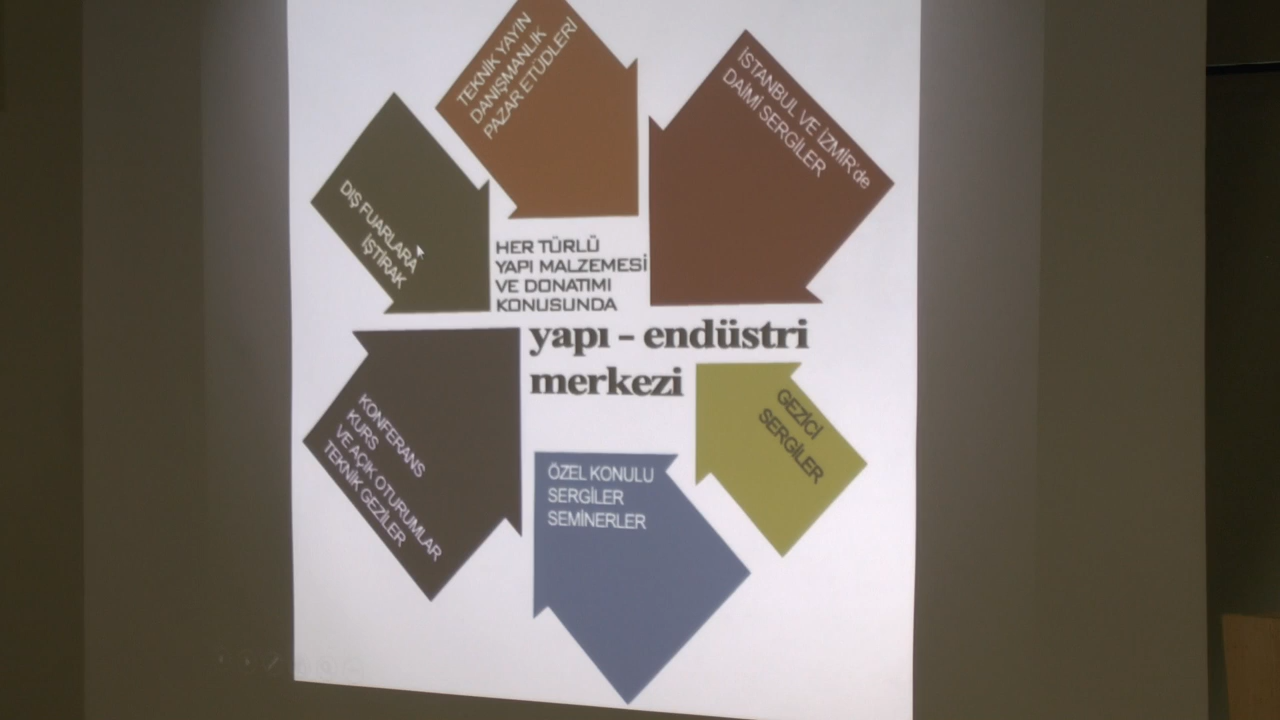 TEKNİK YAYIN
DANIŞMANLIK
PAZAR ETÜDLERİ
İSTANBUL VE İZMİR'de
DAİMİ SERGİLER
DIŞ FUARLARA
İŞTİRAK
HER TÜRLÜ
YAPI MALZEMESİ
VE DONATIMI
KONUSUNDA
yapı - endüstri
merkezi
GEZİCİ
SERGİLER
KONFERANS
KURS
VE AÇIK OTURUMLAR
TEKNİK GEZİLER
ÖZEL KONULU
SERGİLER
SEMİNERLER